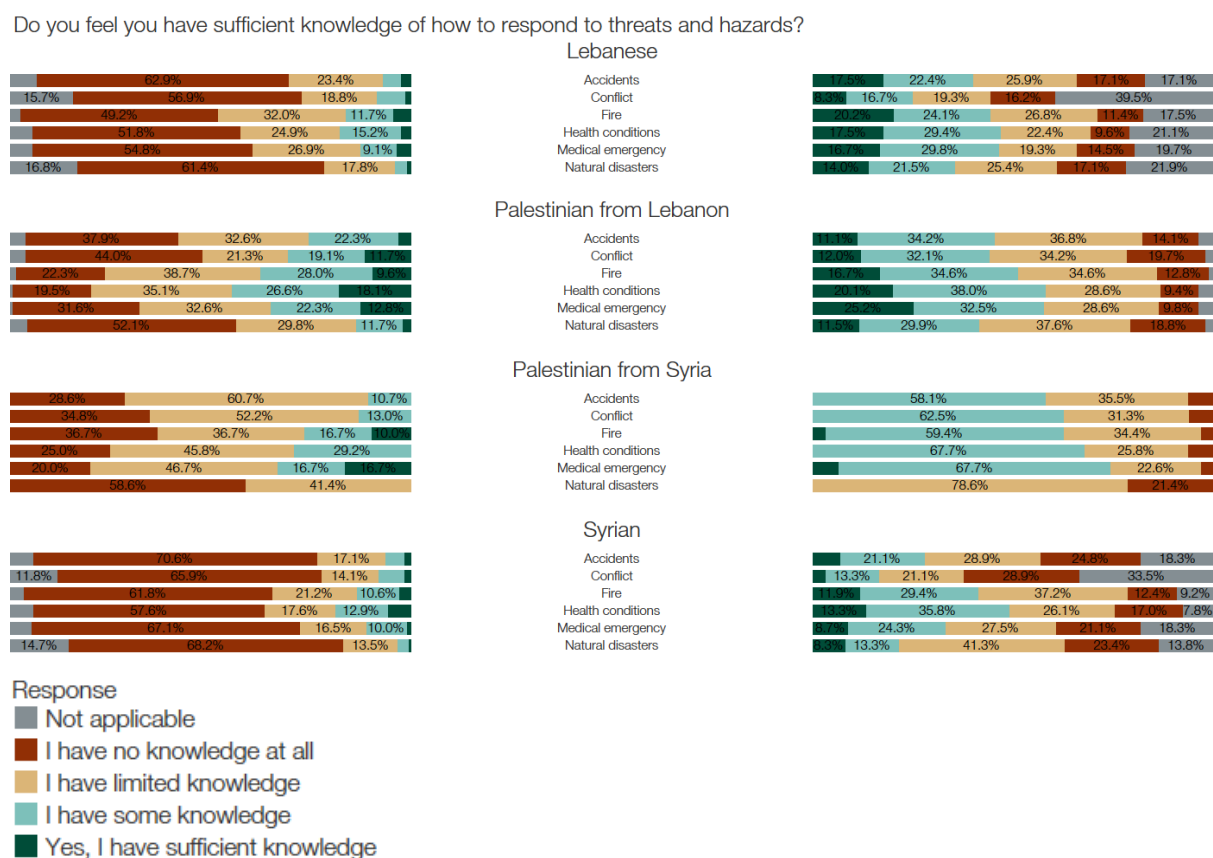 Do you feel you have sufficient knowledge of how to respond to threats and hazards?
Lebanese
62.9% 23.4% Accidents 17.5% 22.4% 25.9% 17.1% 17.1%
15.7% 56.9% 18.8% Conflict 8.3% 16.7% 19.3% 16.2% 39.5%
49.2% 32.0% 11.7% Fire 20.2% 24.1% 26.8% 11.4% 17.5%
51.8% 24.9% 15.2% Health conditions 17.5% 29.4% 22.4% 9.6% 21.1%
54.8% 26.9% 9.1% Medical emergency 16.7% 29.8% 19.3% 14.5% 19.7%
16.8% 61.4% 17.8% Natural disasters 14.0% 21.5% 25.4% 17.1% 21.9%
Palestinian from Lebanon
37.9% 32.6% 22.3% Accidents 11.1% 34.2% 36.8% 14.1%
44.0% 21.3% 19.1% 11.7% Conflict 12.0% 32.1% 34.2% 19.7%
22.3% 38.7% 28.0% 9.6% Fire 16.7% 34.6% 34.6% 12.8%
19.5% 35.1% 26.6% 18.1% Health conditions 20.1% 38.0% 28.6% 9.4%
31.6% 32.6% 22.3% 12.8% Medical emergency 25.2% 32.5% 28.6% 9.8%
52.1% 29.8% 11.7% Natural disasters 11.5% 29.9% 37.6% 18.8%
Palestinian from Syria
28.6% 60.7% 10.7% Accidents 58.1% 35.5%
34.8% 52.2% 13.0% Conflict 62.5% 31.3%
36.7% 36.7% 16.7% 10.0% Fire 59.4% 34.4%
25.0% 45.8% 29.2% Health conditions 67.7% 25.8%
20.0% 46.7% 16.7% 16.7% Medical emergency 67.7% 22.6%
58.6% 41.4% Natural disasters 78.6% 21.4%
Syrian
70.6% 17.1% Accidents 21.1% 28.9% 24.8% 18.3%
11.8% 65.9% 14.1% Conflict 13.3% 21.1% 28.9% 33.5%
61.8% 21.2% 10.6% Fire 11.9% 29.4% 37.2% 12.4% 9.2%
57.6% 17.6% 12.9% Health conditions 13.3% 35.8% 26.1% 17.0% 7.8%
67.1% 16.5% 10.0% Medical emergency 8.7% 24.3% 27.5% 21.1% 18.3%
14.7% 68.2% 13.5% Natural disasters 8.3% 13.3% 41.3% 23.4% 13.8%
Response
Not applicable
I have no knowledge at all
I have limited knowledge
I have some knowledge
Yes, I have sufficient knowledge